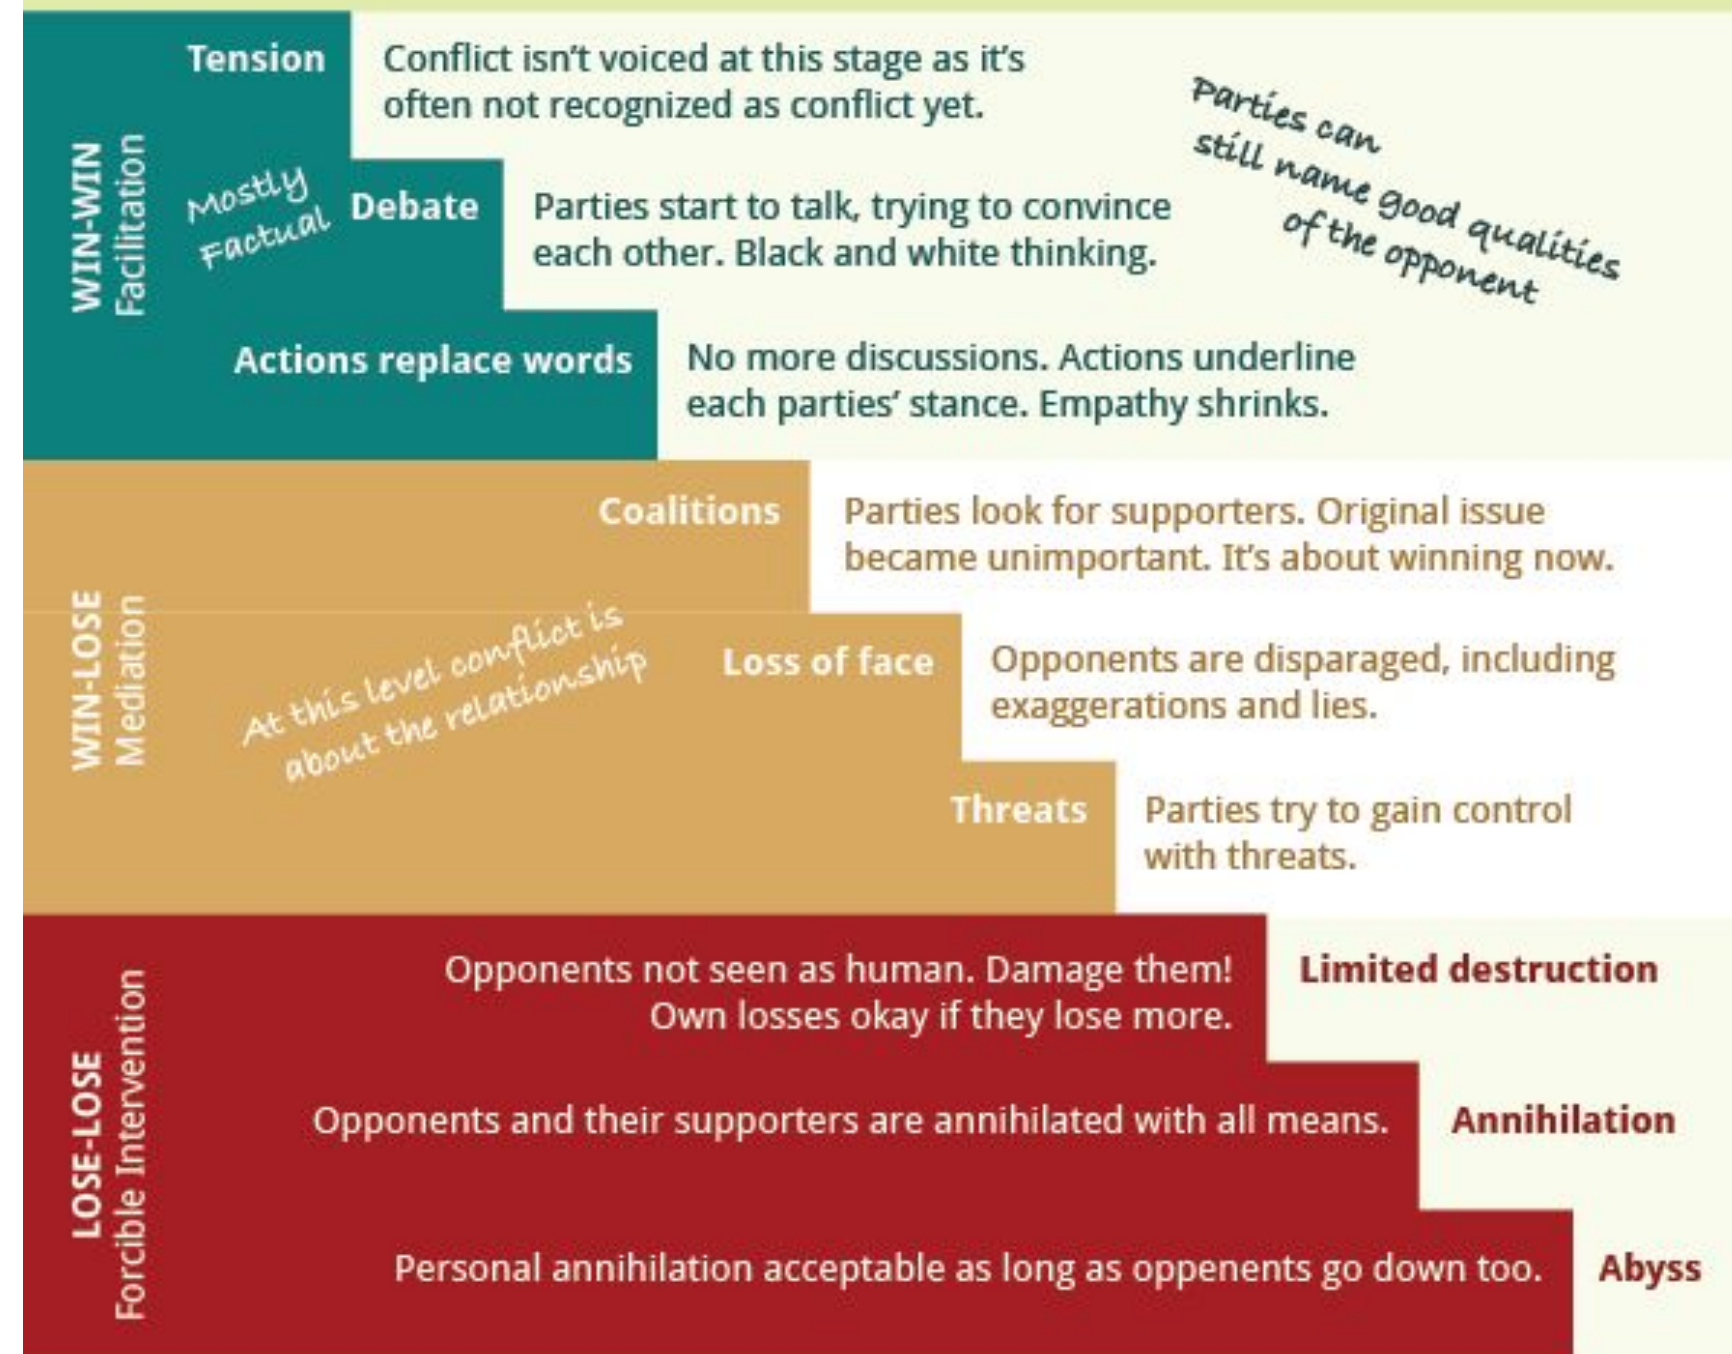 Tension
Conflict isn't voiced at this stage as it's
often not recognized as conflict yet.
Parties can
still name good qualities
of the opponent
WIN-WIN
Facilitation
Mostly
Factual
Debate
Parties start to talk, trying to convince
each other. Black and white thinking.
Actions replace words
No more discussions. Actions underline
each parties' stance. Empathy shrinks.
Coalitions
Parties look for supporters. Original issue
became unimportant. It's about winning now.
WIN-LOSE
Mediation
At this level conflict is
about the relationship
Loss of face
Opponents are disparaged, including
exaggerations and lies.
Threats
Parties try to gain control
with threats.
LOSE-LOSE
Forcible Intervention
Opponents not seen as human. Damage them!
Own losses okay if they lose more.
Limited destruction
Opponents and their supporters are annihilated with all means.
Annihilation
Personal annihilation acceptable as long as oppenents go down too.
Abyss